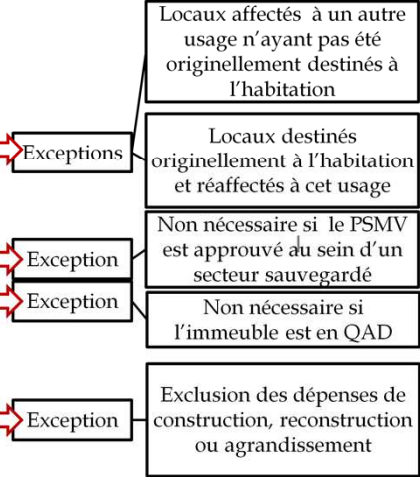 Locaux affectés à un autre
usage n’ayant pas été
originellement destinés à
l’habitation
Exceptions
Locaux destinés
originellement à l’habitation
et réaffectés à cet usage
Exception
Non nécessaire si le PSMV
est approuvé au sein d’un
secteur sauvegardé
Exception
Non nécessaire si
l’immeuble est en QAD
Exception
Exclusion des dépenses de
construction, reconstruction
ou agrandissement